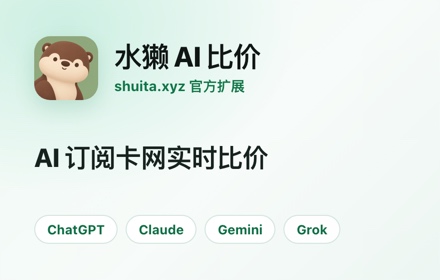 水獭 AI 比价
shuita.xyz 官方扩展
AI 订阅卡网实时比价
ChatGPT
Claude
Gemini
Grok